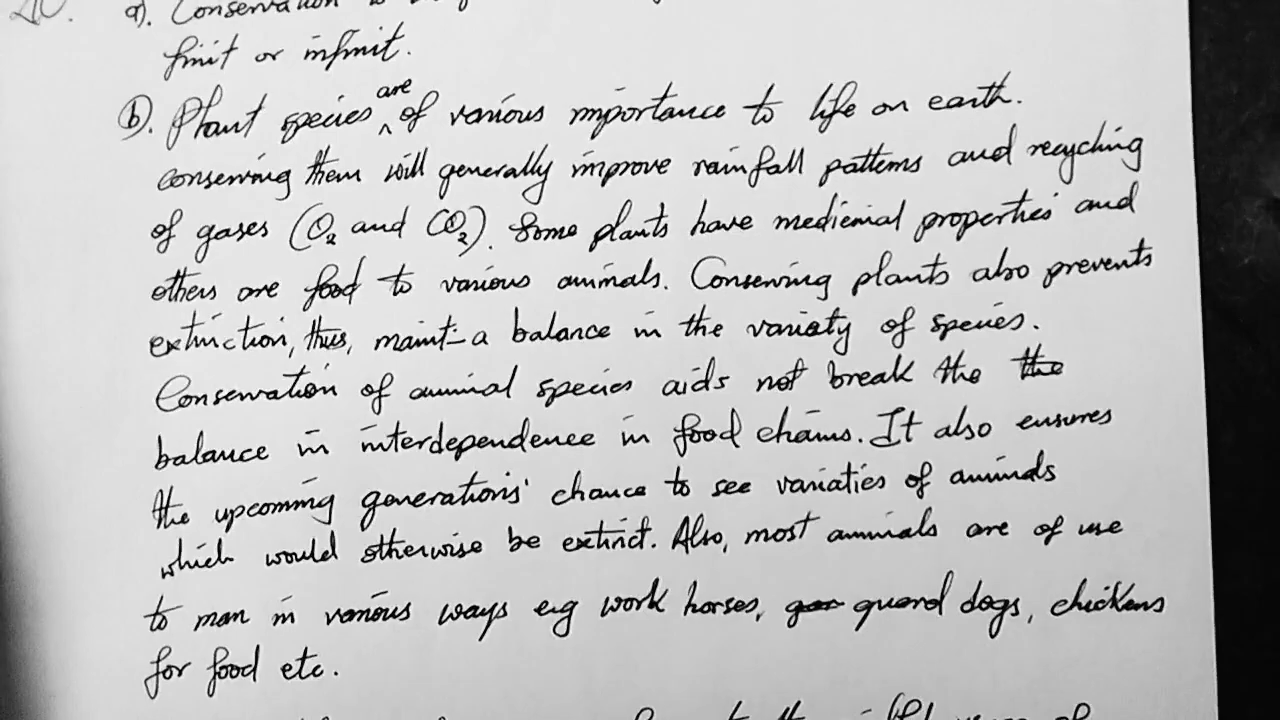 a). Conservation is
finit or infinit.
b). Plant species are of various importance to life on earth.
conserving them will generally improve rainfall patterns and recycling
of gases (O₂ and CO₂). Some plants have medicinal properties and
others are food to various animals. Conserving plants also prevents
extinction, thus, maint- a balance in the variaty of species.
Conservation of animal species aids not break the the
balance in interdependence in food chains. It also ensures
the upcomming generations' chance to see variaties of animals
which would otherwise be extinct. Also, most animals are of use
to man in various ways eg work horses, guard dogs, chickens
for food etc.